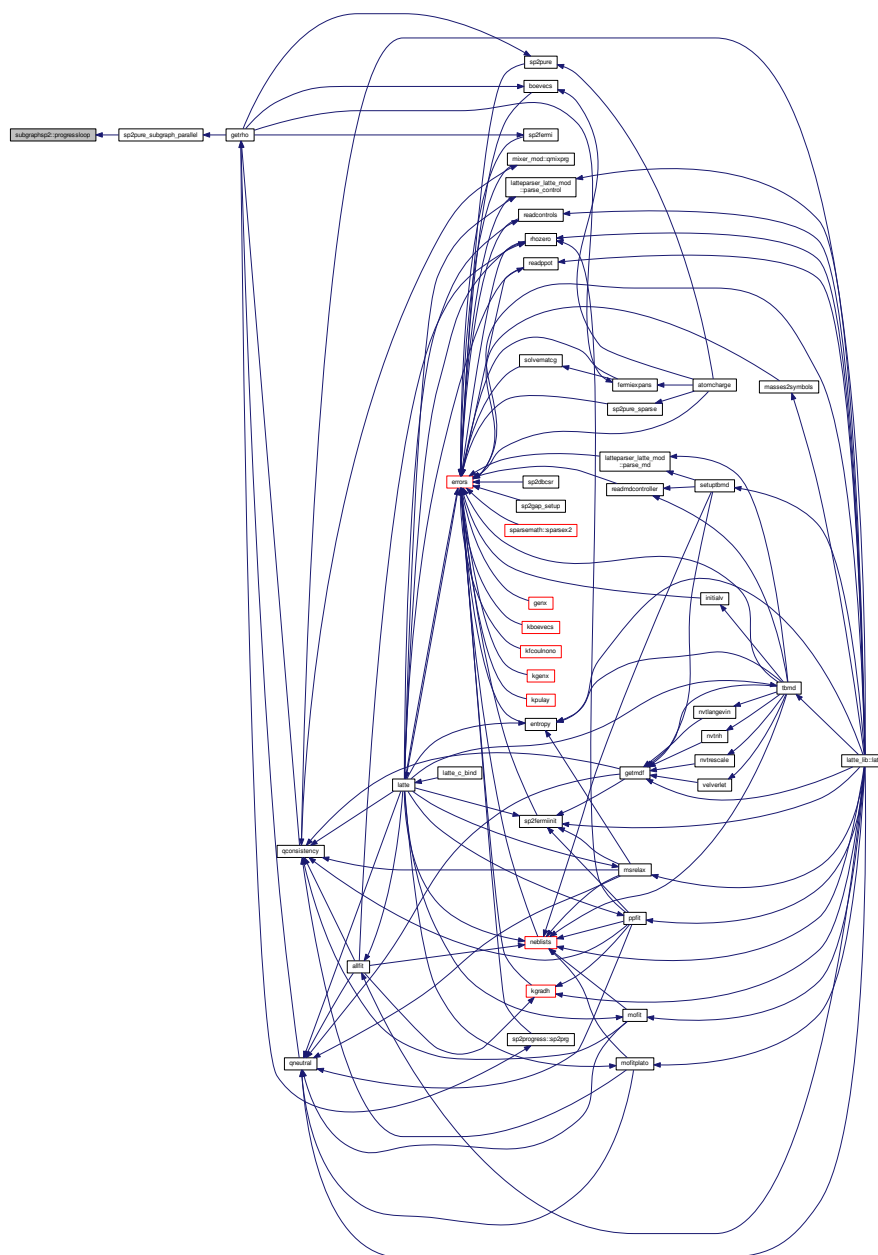 sp2pure
boevecs
subgraphsp2::progressloop
sp2pure_subgraph_parallel
getrho
sp2fermi
mixer_mod::qmixprg
latteparser_latte_mod
::parse_control
readcontrols
rhozero
readppot
solvematcg
fermiexpans
atomcharge
masses2symbols
sp2pure_sparse
latteparser_latte_mod
::parse_md
errors
sp2dbcsr
setuptbmd
readmdcontroller
sp2gap_setup
sparsemath::sparsex2
genx
initialv
kboevecs
kfcoulnono
kgenx
tbmd
kpulay
nvtlangevin
entropy
nvtnh
nvtrescale
latte_lib::lat
latte_c_bind
getmdf
latte
velverlet
sp2fermiinit
qconsistency
msrelax
ppfit
neblists
allfit
kgradh
mofit
sp2progress::sp2prg
qneutral
mofitplato